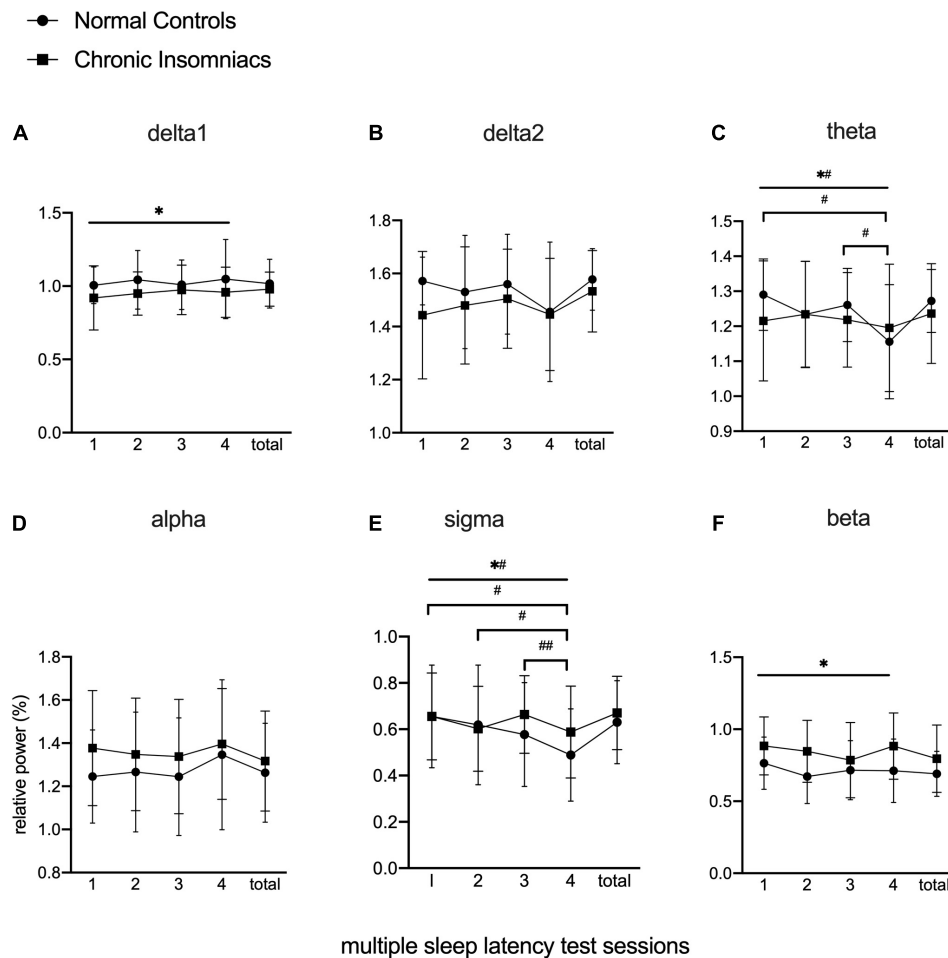 Normal Controls
Chronic Insomniacs
A delta1
B delta2
C theta
*#
#
#
*
1.5
1.0
0.5
0.0
1 2 3 4 total
1.8
1.6
1.4
1.2
1.0
1 2 3 4 total
1.5
1.4
1.3
1.2
1.1
1.0
0.9
1 2 3 4 total
D alpha
E sigma
F beta
*#
#
#
##
*
relative power (%)
1.8
1.6
1.4
1.2
1.0
0.8
1 2 3 4 total
1.0
0.8
0.6
0.4
0.2
0.0
I 2 3 4 total
1.5
1.0
0.5
0.0
1 2 3 4 total
multiple sleep latency test sessions